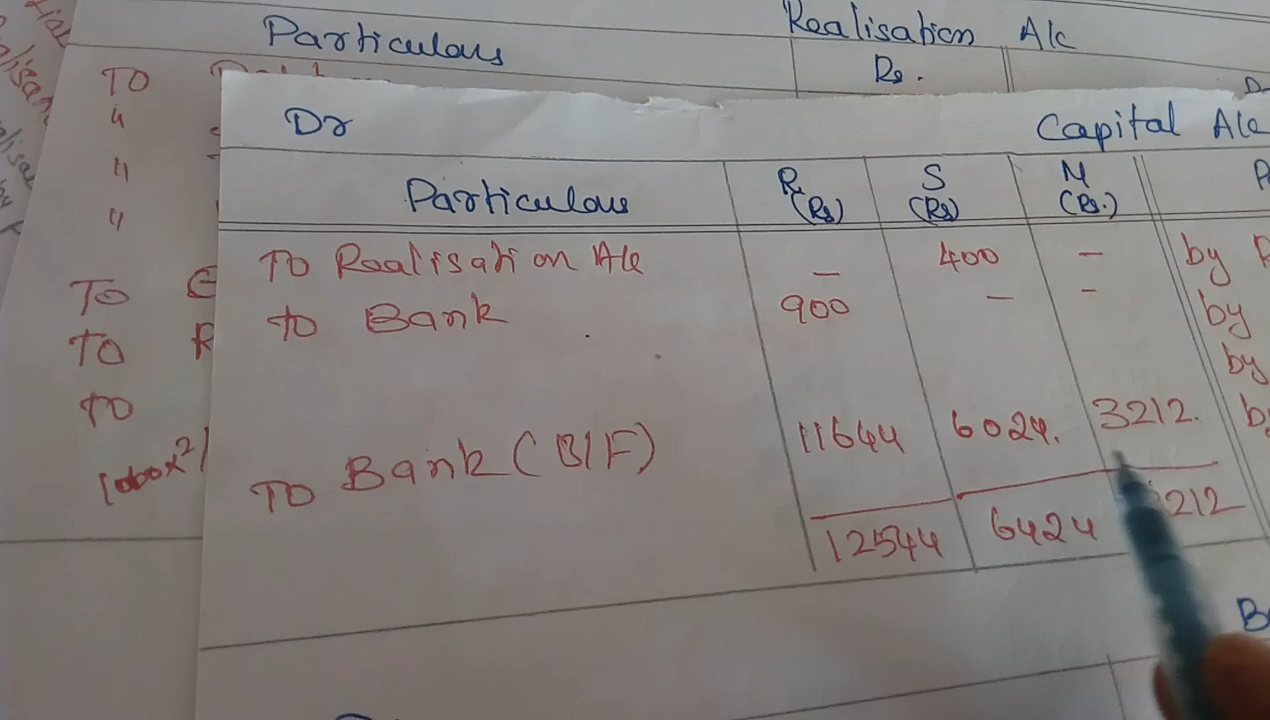 Particulars Realisation A/c
Rs.
TO
"
"
"
TO
TO
TO
Dr Capital A/c
Particulars R (Rs) S (Rs) M (Rs.)
To Realisation A/c — 400 — by
to Bank 900 — — by
by
TO Bank (B/F) 11644 6024. 3212.
12544 6424 212